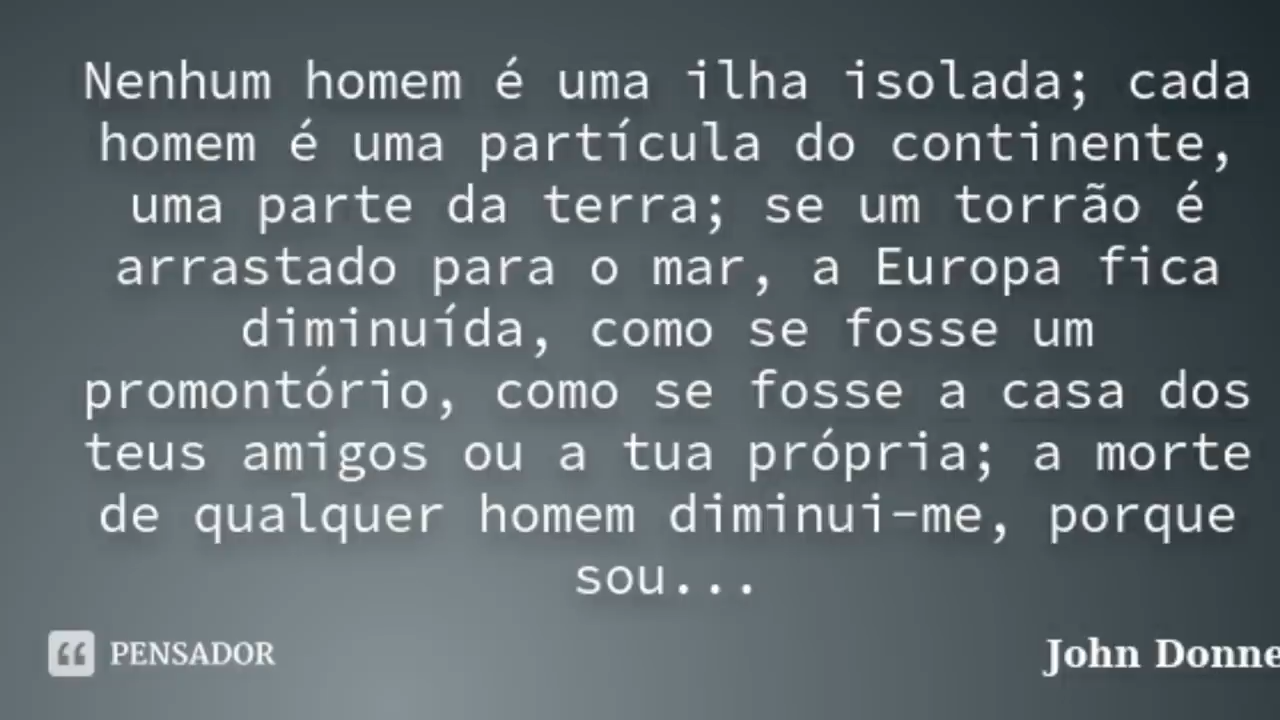 Nenhum homem é uma ilha isolada; cada
homem é uma partícula do continente,
uma parte da terra; se um torrão é
arrastado para o mar, a Europa fica
diminuída, como se fosse um
promontório, como se fosse a casa dos
teus amigos ou a tua própria; a morte
de qualquer homem diminui-me, porque
sou...
PENSADOR
John Donne